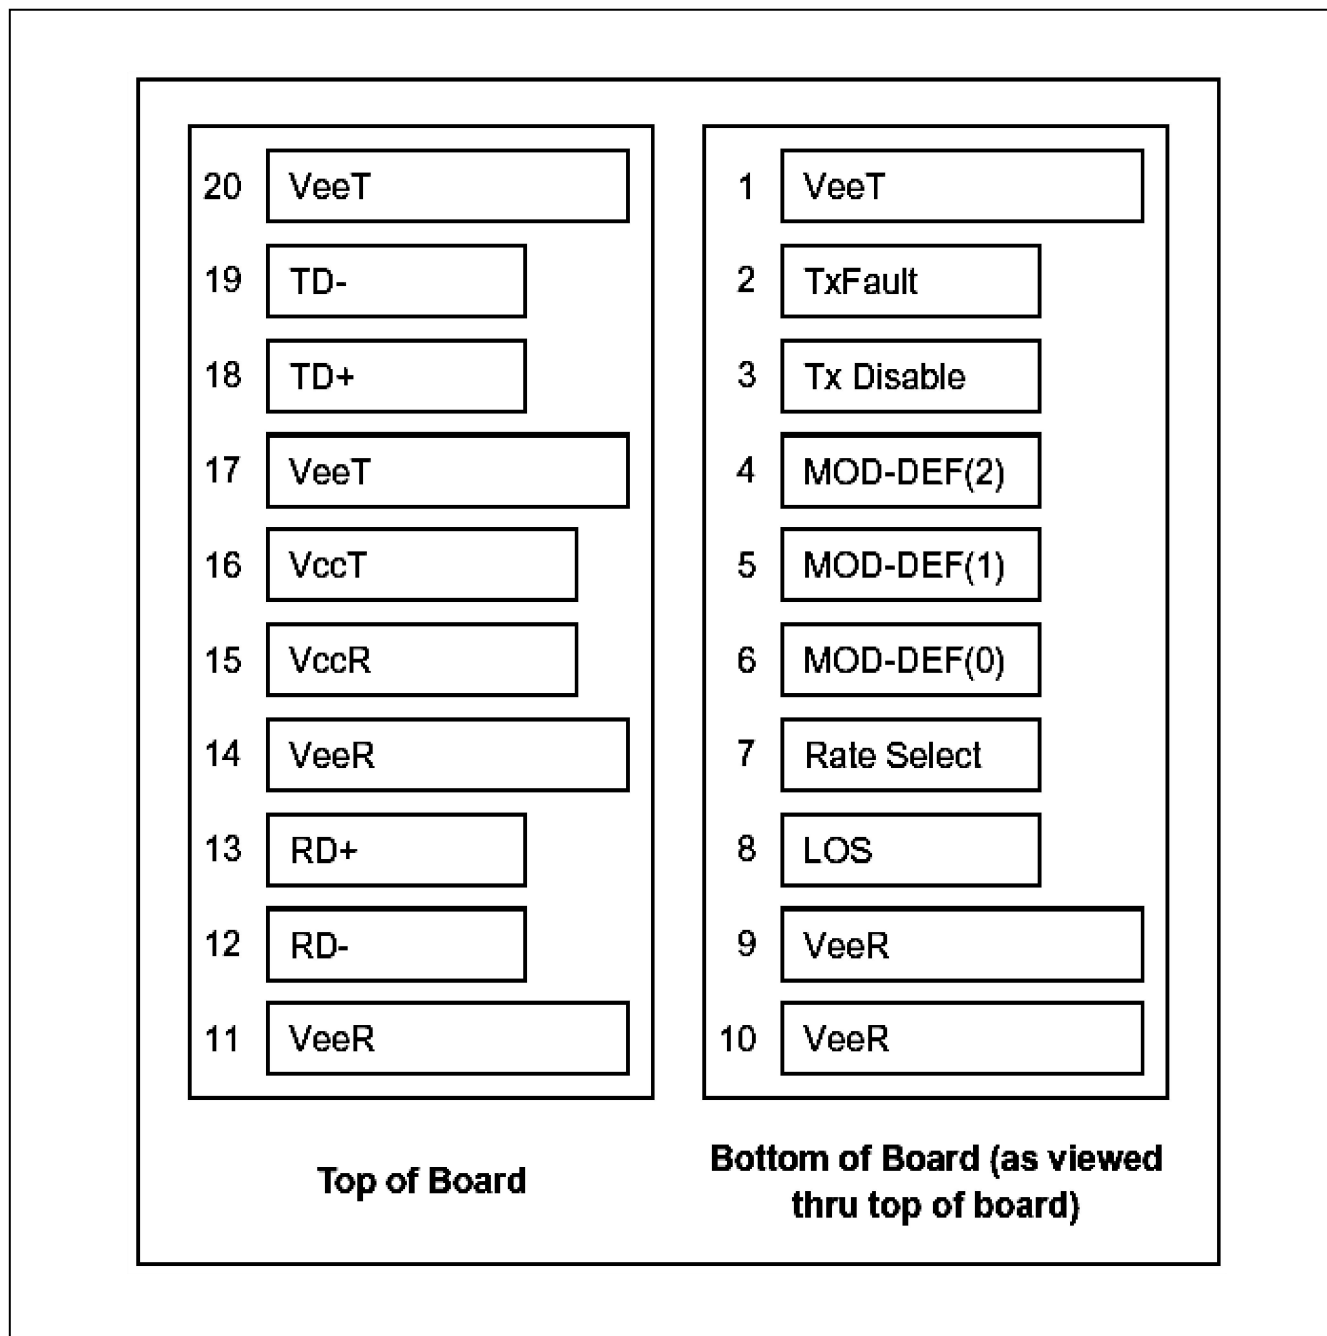 20 VeeT
19 TD-
18 TD+
17 VeeT
16 VccT
15 VccR
14 VeeR
13 RD+
12 RD-
11 VeeR
Top of Board
1 VeeT
2 TxFault
3 Tx Disable
4 MOD-DEF(2)
5 MOD-DEF(1)
6 MOD-DEF(0)
7 Rate Select
8 LOS
9 VeeR
10 VeeR
Bottom of Board (as viewed
thru top of board)